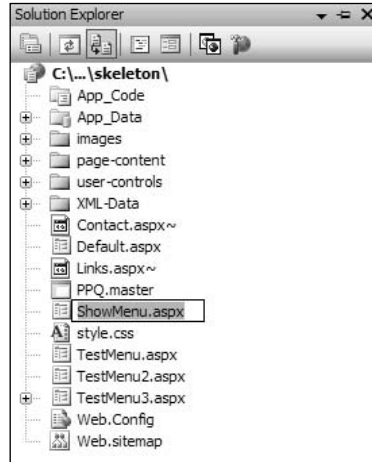 Solution Explorer
C:\...\skeleton\
App_Code
App_Data
images
page-content
user-controls
XML-Data
Contact.aspx~
Default.aspx
Links.aspx~
PPQ.master
ShowMenu.aspx
style.css
TestMenu.aspx
TestMenu2.aspx
TestMenu3.aspx
Web.Config
Web.sitemap